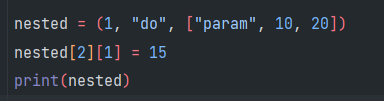 nested = (1, "do", ["param", 10, 20])
nested[2][1] = 15
print(nested)